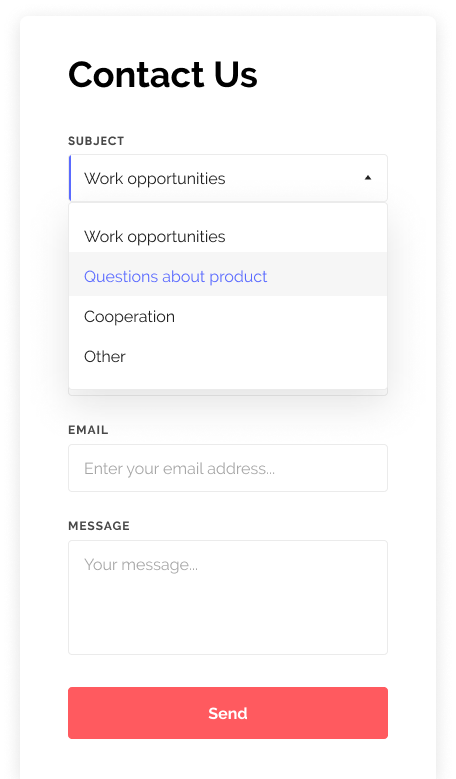 Contact Us
SUBJECT
Work opportunities
Work opportunities
Questions about product
Cooperation
Other
EMAIL
Enter your email address...
MESSAGE
Your message...
Send